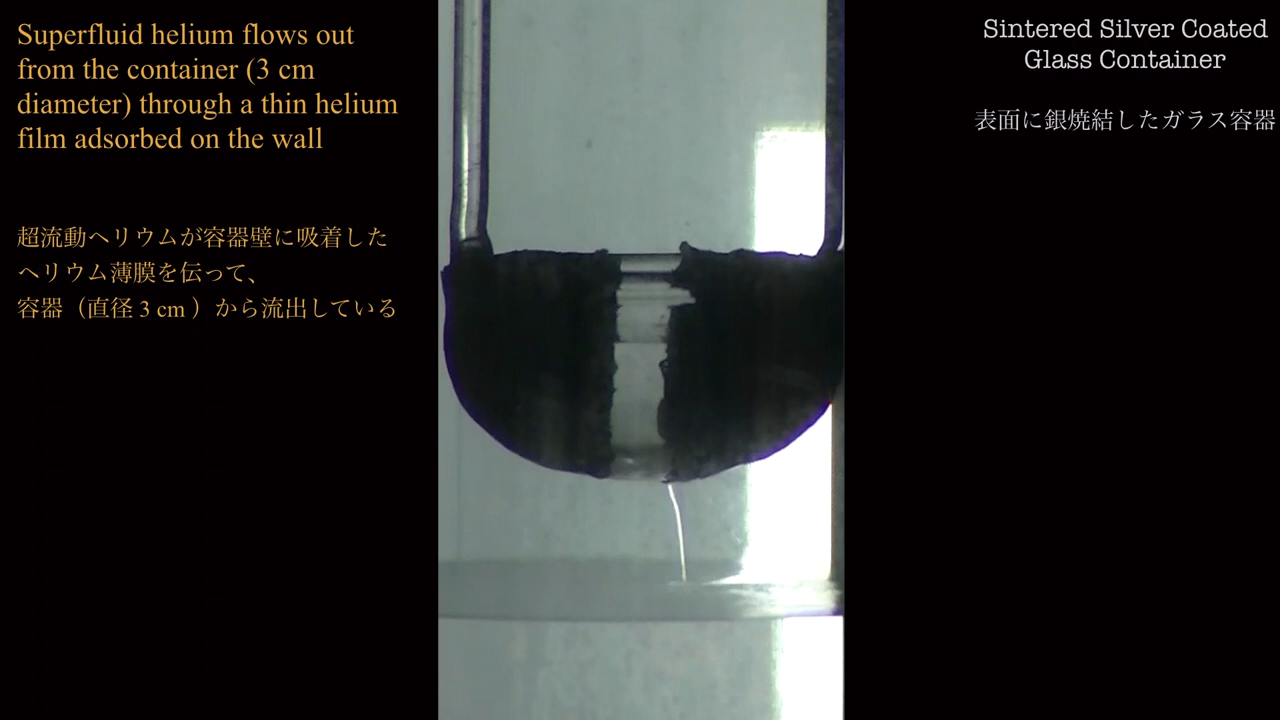 Superfluid helium flows out
from the container (3 cm
diameter) through a thin helium
film adsorbed on the wall
超流動ヘリウムが容器壁に吸着した
ヘリウム薄膜を伝って、
容器（直径 3 cm ）から流出している
Sintered Silver Coated
Glass Container
表面に銀焼結したガラス容器